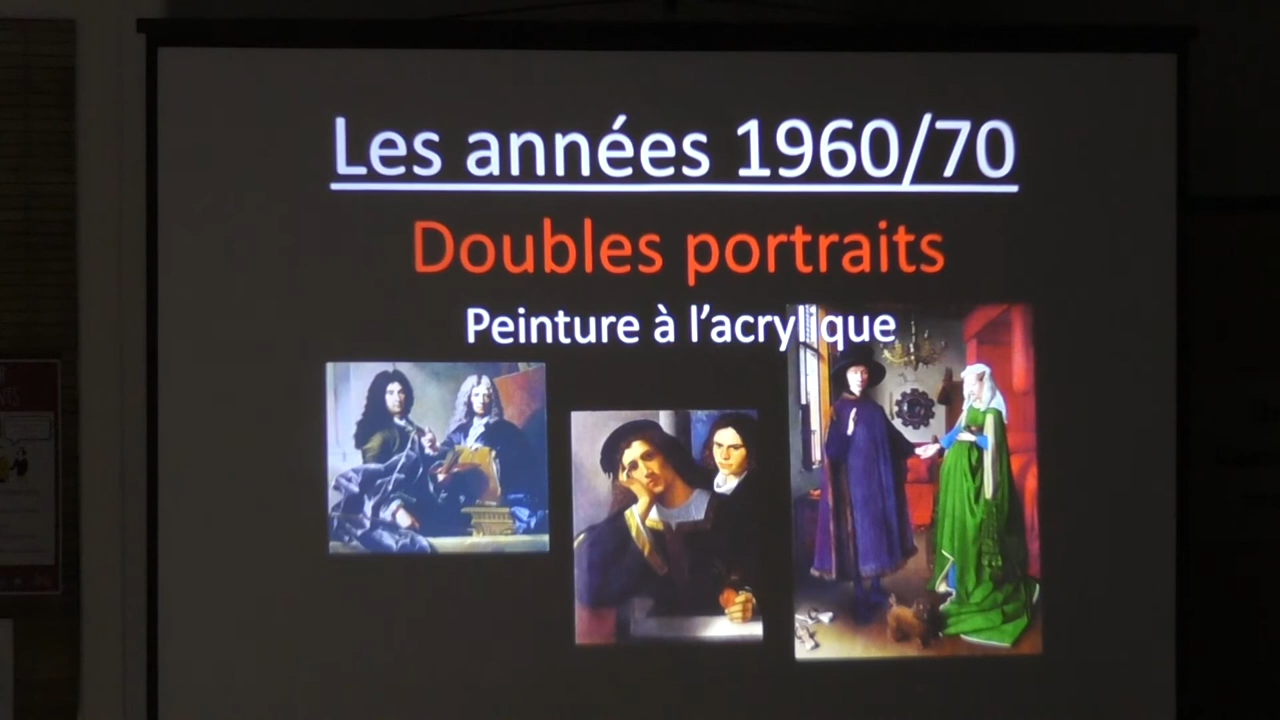 Les années 1960/70
Doubles portraits
Peinture à l'acrylique